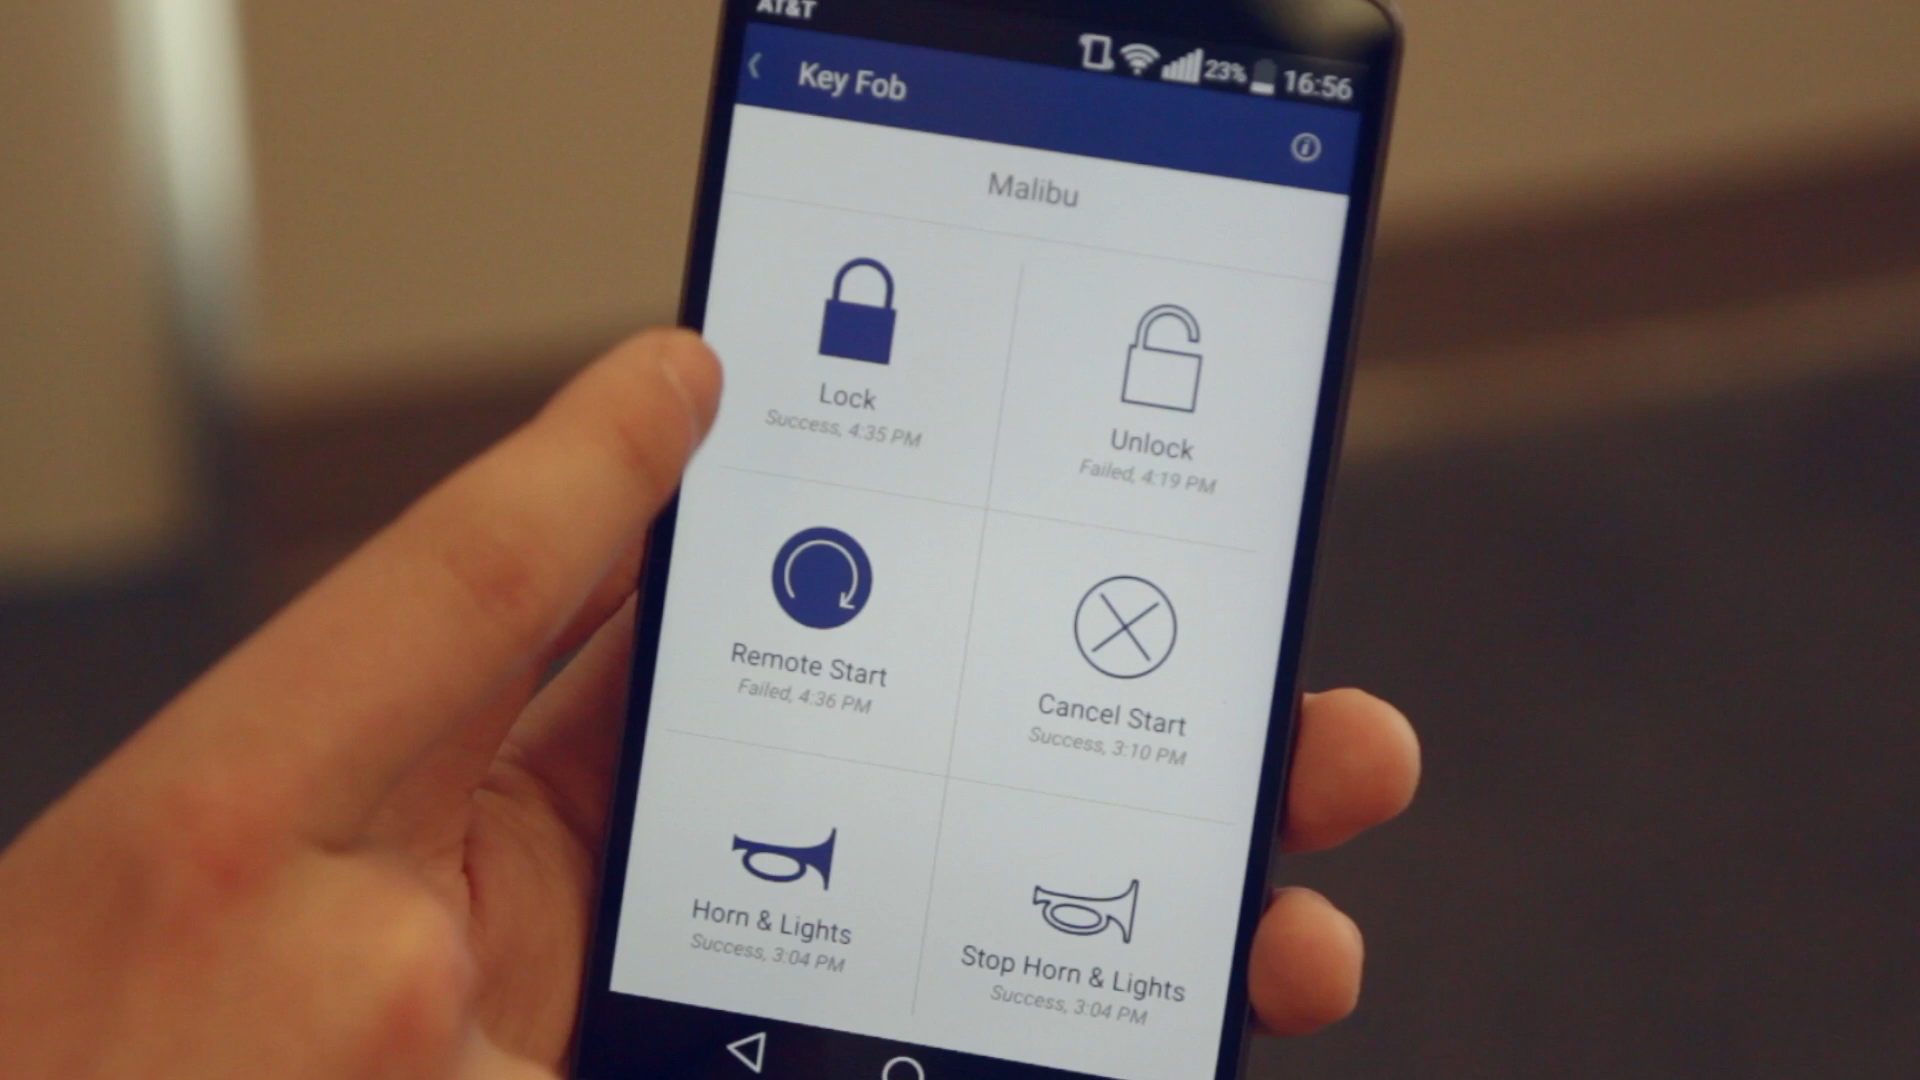 AT&T
23% 16:56
Key Fob
Malibu
Lock
Success, 4:35 PM
Unlock
Failed, 4:19 PM
Remote Start
Failed, 4:36 PM
Cancel Start
Success, 3:10 PM
Horn & Lights
Success, 3:04 PM
Stop Horn & Lights
Success, 3:04 PM